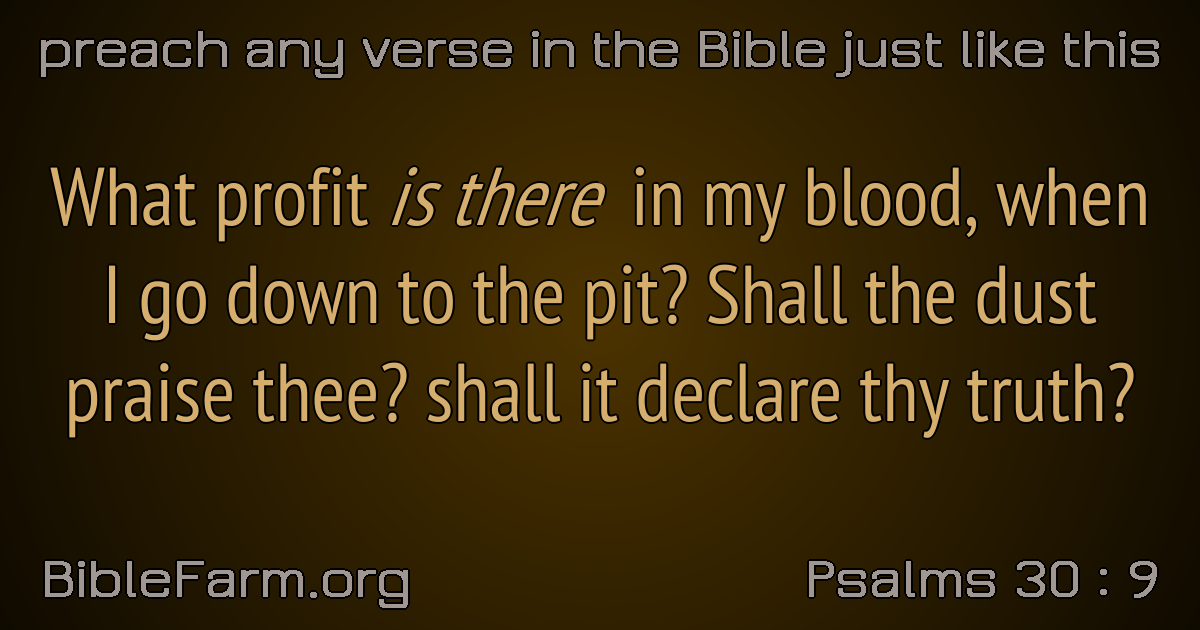 preach any verse in the Bible just like this
What profit is there in my blood, when
I go down to the pit? Shall the dust
praise thee? shall it declare thy truth?
BibleFarm.org
Psalms 30 : 9